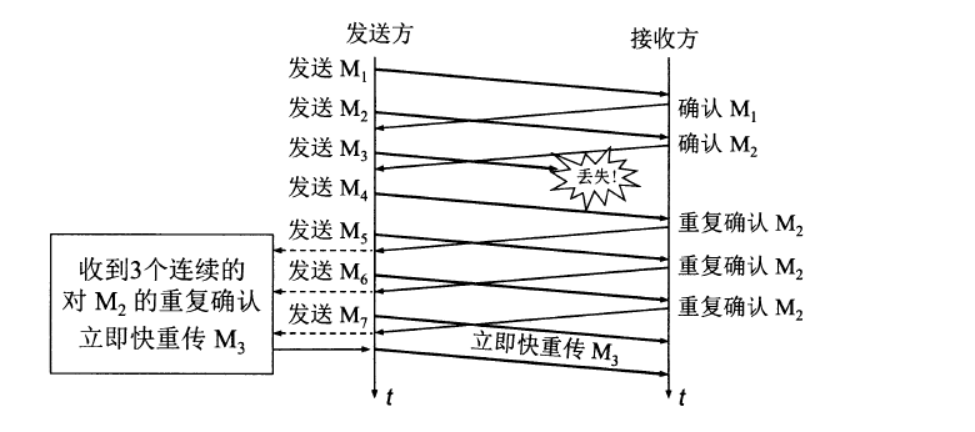 发送方
接收方
发送 M₁
确认 M₁
发送 M₂
确认 M₂
发送 M₃
丢失!
发送 M₄
重复确认 M₂
发送 M₅
重复确认 M₂
发送 M₆
重复确认 M₂
发送 M₇
收到3个连续的
对 M₂ 的重复确认
立即快重传 M₃
立即快重传 M₃
t
t